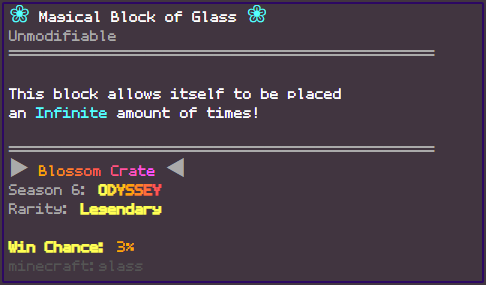 ❀ Magical Block of Glass ❀
Unmodifiable
This block allows itself to be placed
an Infinite amount of times!
▶ Blossom Crate ◀
Season 6: ODYSSEY
Rarity: Legendary
Win Chance: 3%
minecraft:glass